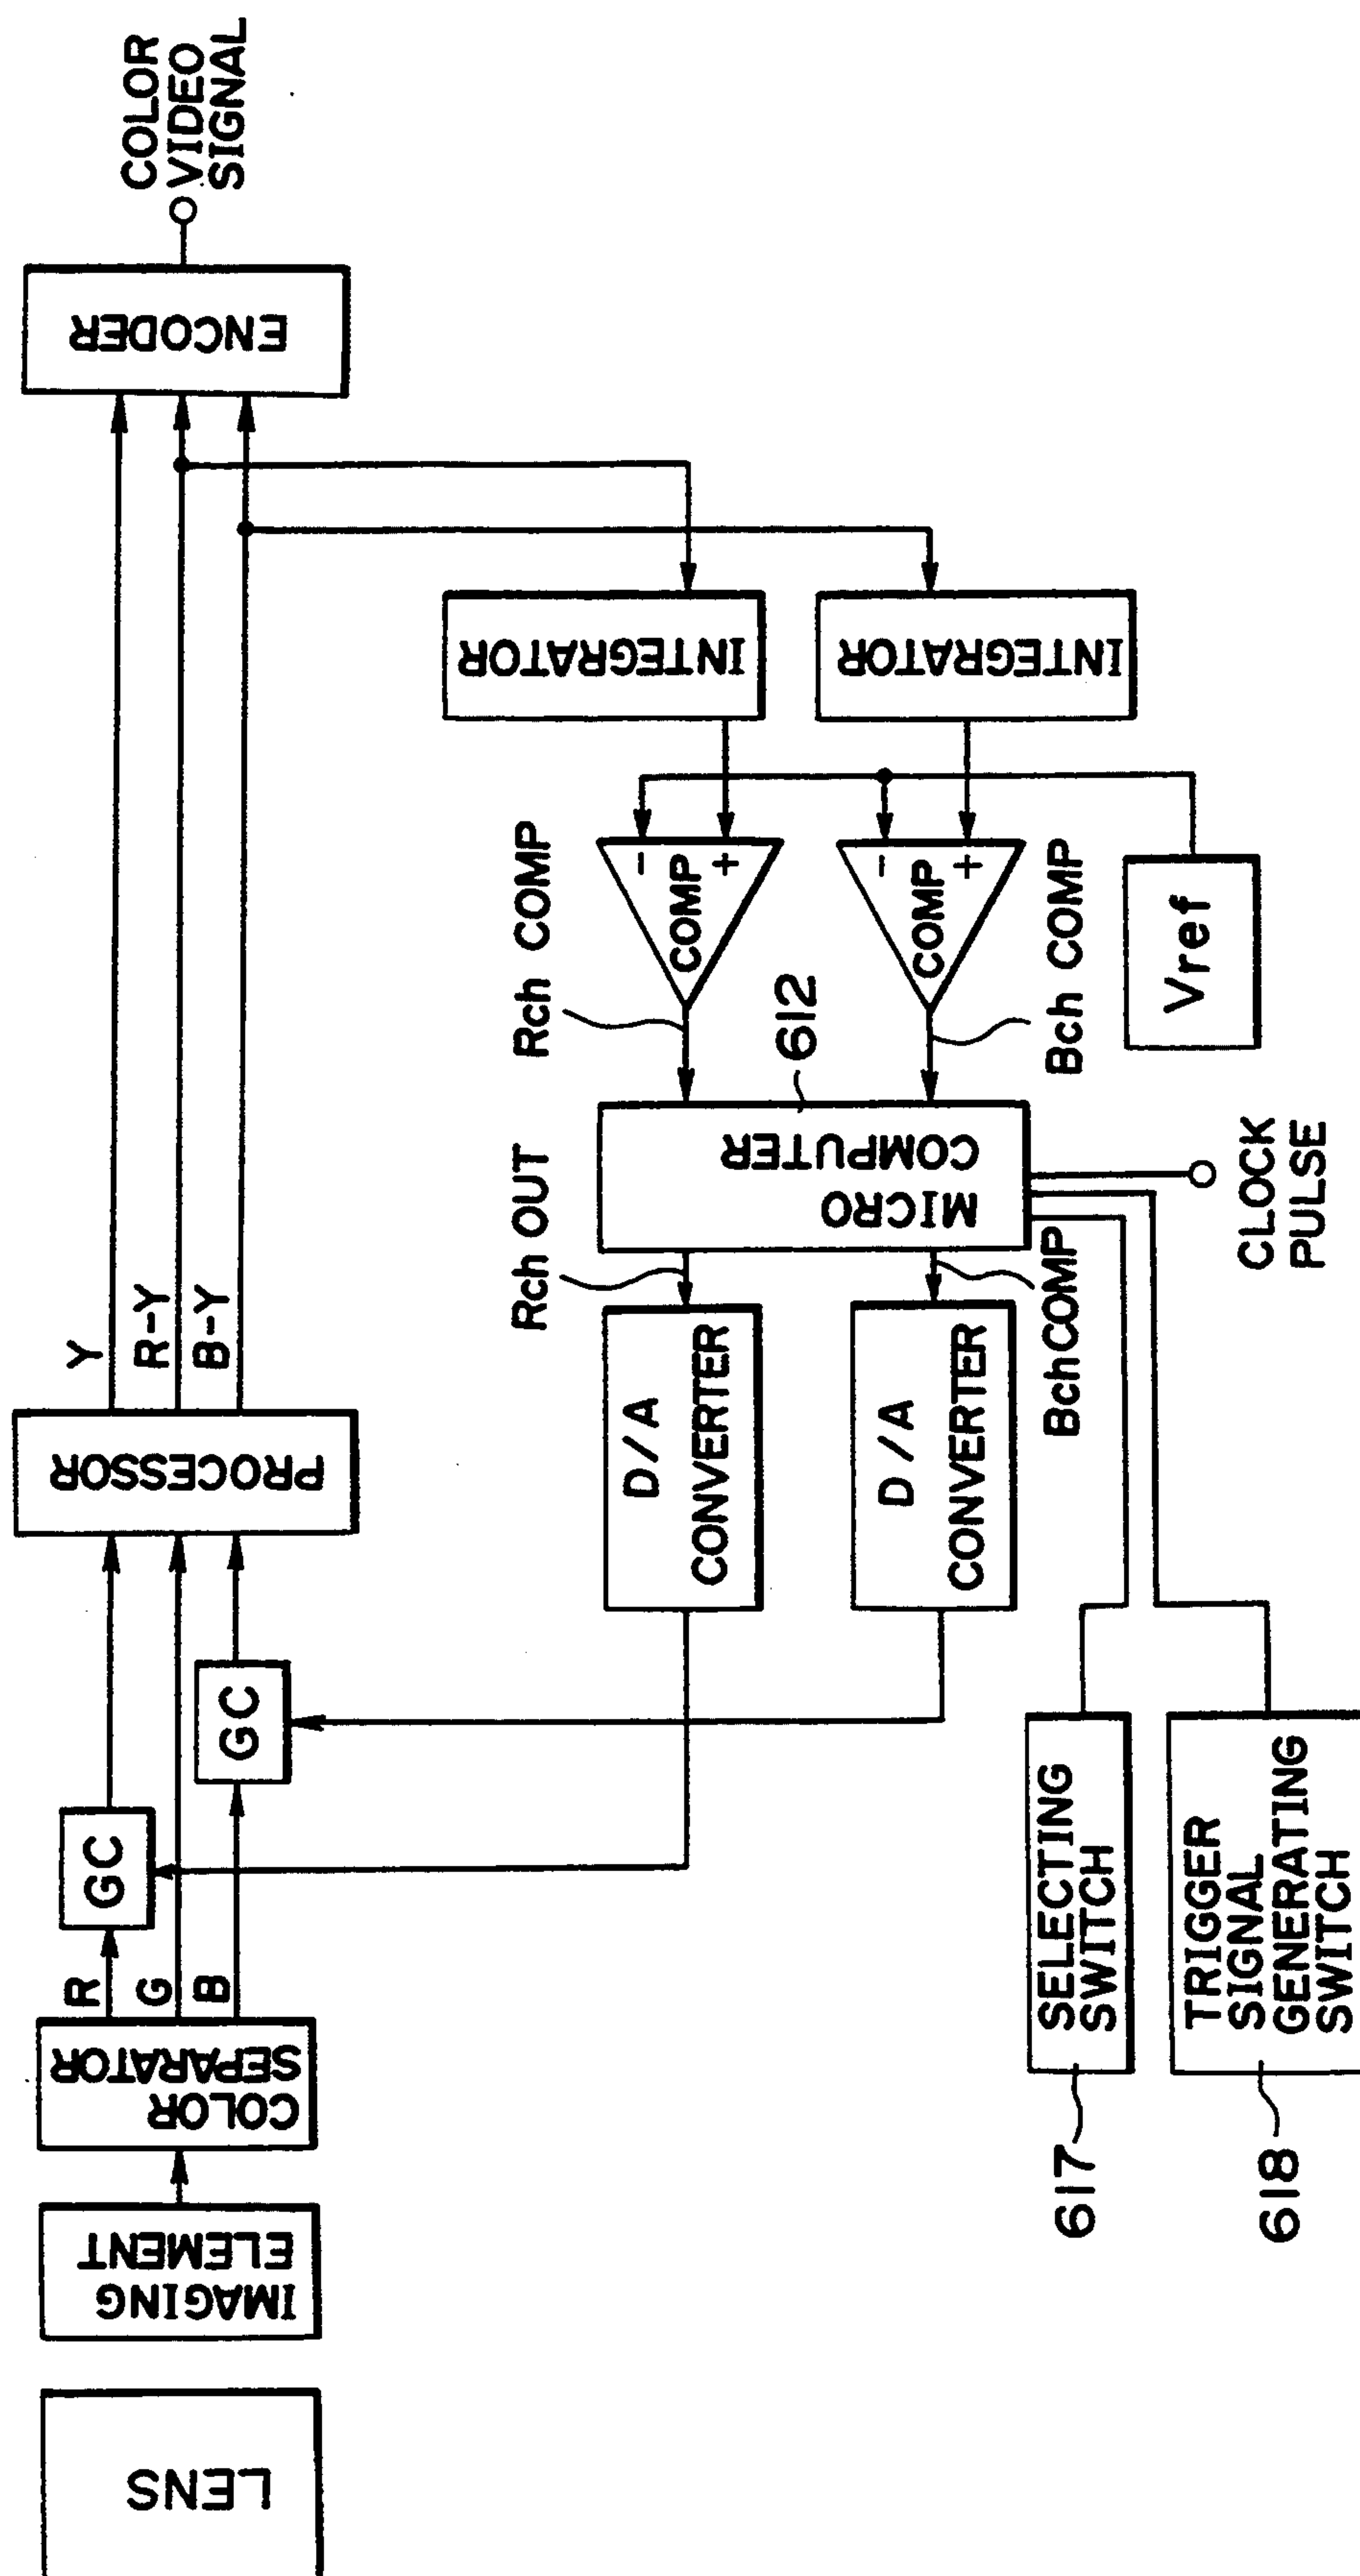 LENS
IMAGING
ELEMENT
COLOR
SEPARATOR
R
G
B
GC
GC
PROCESSOR
Y
R-Y
B-Y
ENCODER
COLOR
VIDEO
SIGNAL
INTEGRATOR
INTEGRATOR
Rch COMP
COMP
-
+
COMP
-
+
Bch COMP
Vref
612
MICRO
COMPUTER
Rch OUT
BchCOMP
D/A
CONVERTER
D/A
CONVERTER
CLOCK
PULSE
SELECTING
SWITCH
617
TRIGGER
SIGNAL
GENERATING
SWITCH
618